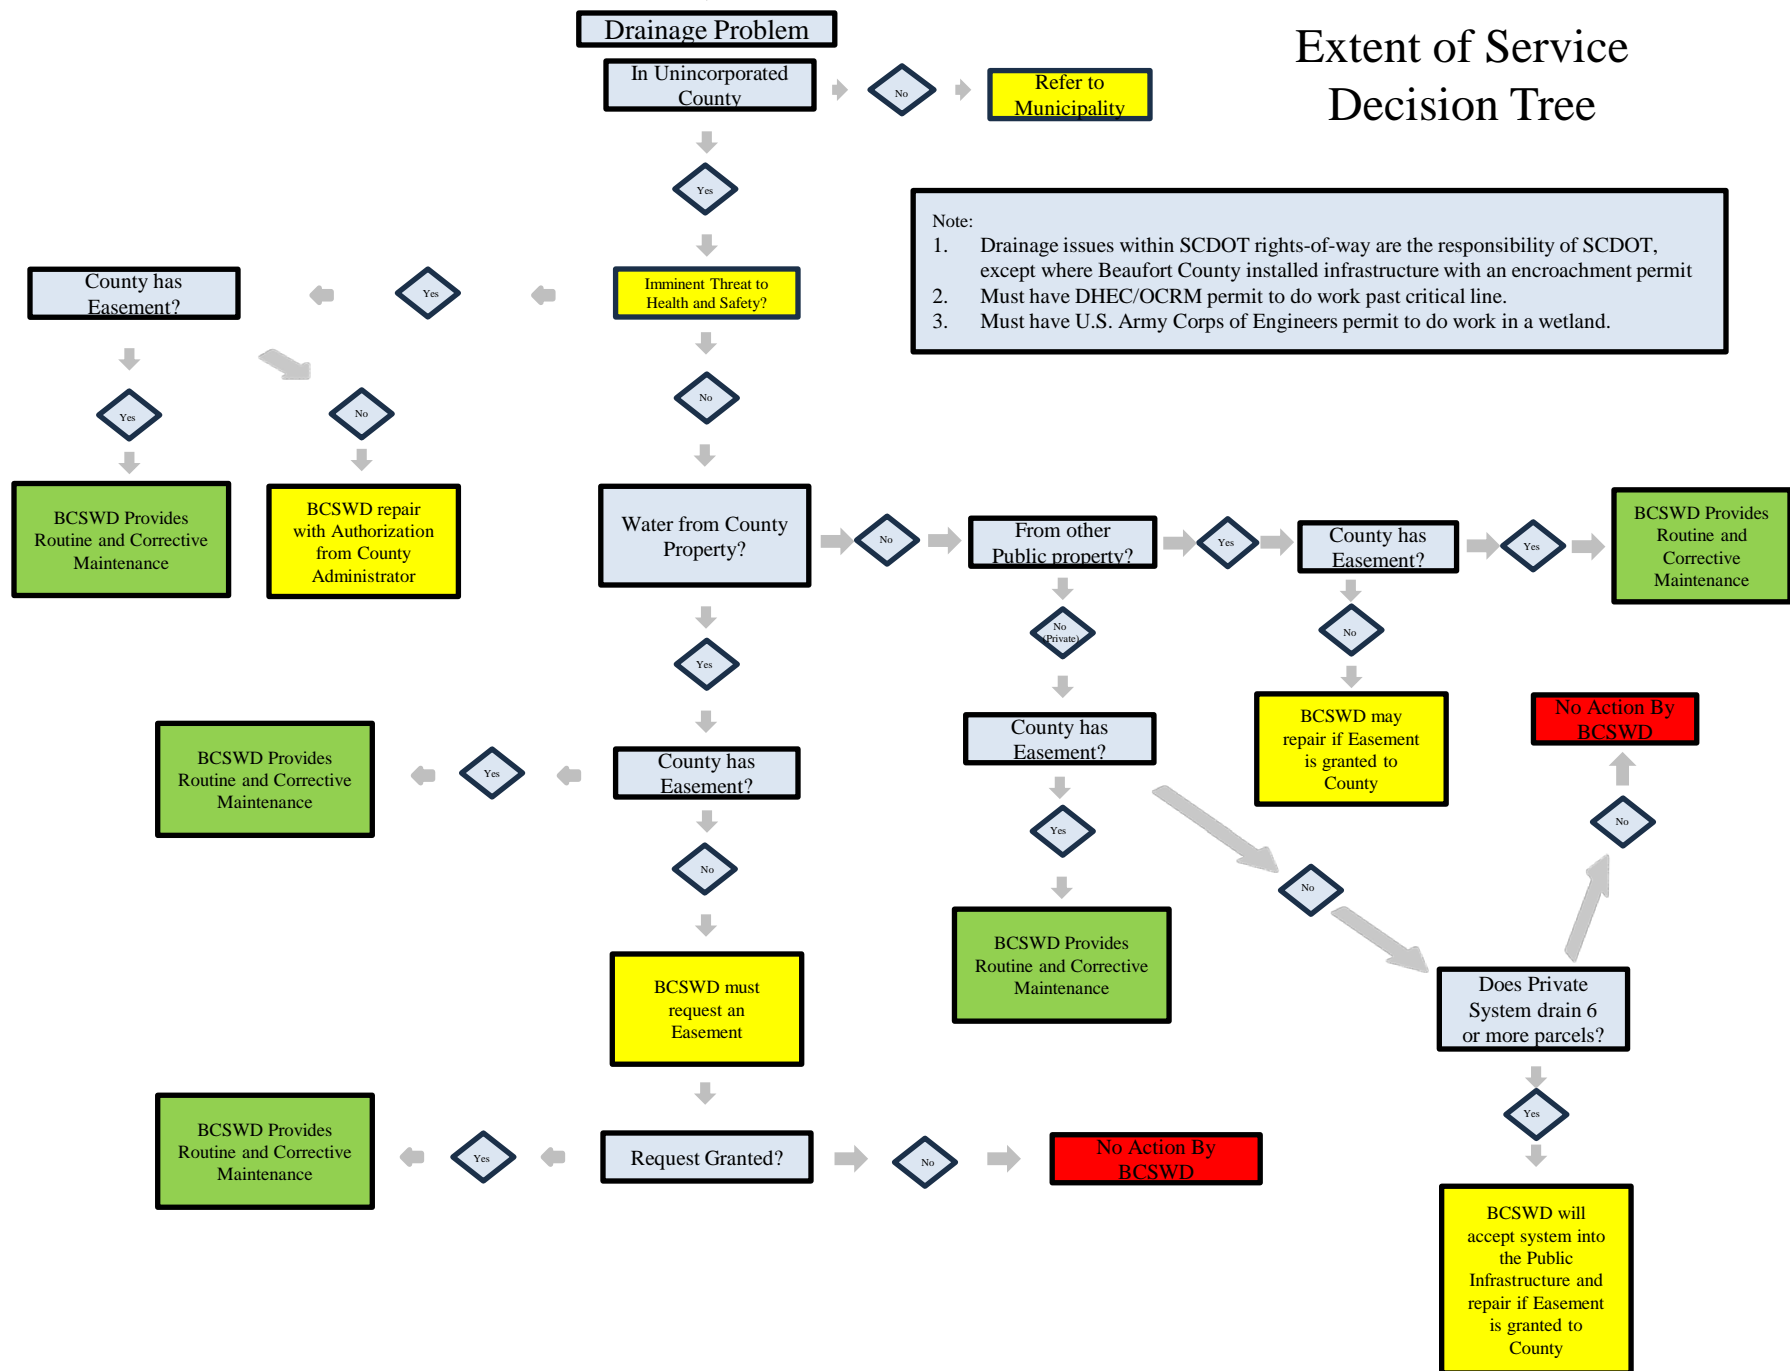 Drainage Problem
Extent of Service
Decision Tree
In Unincorporated
County
No
Refer to
Municipality
Yes
Note:
1. Drainage issues within SCDOT rights-of-way are the responsibility of SCDOT,
except where Beaufort County installed infrastructure with an encroachment permit
2. Must have DHEC/OCRM permit to do work past critical line.
3. Must have U.S. Army Corps of Engineers permit to do work in a wetland.
Imminent Threat to
Health and Safety?
Yes
County has
Easement?
Yes
No
BCSWD Provides
Routine and Corrective
Maintenance
BCSWD repair
with Authorization
from County
Administrator
No
Water from County
Property?
No
From other
Public property?
Yes
County has
Easement?
Yes
BCSWD Provides
Routine and
Corrective
Maintenance
No
BCSWD may
repair if Easement
is granted to
County
No
(Private)
County has
Easement?
Yes
BCSWD Provides
Routine and Corrective
Maintenance
No
Does Private
System drain 6
or more parcels?
No
No Action By
BCSWD
Yes
BCSWD will
accept system into
the Public
Infrastructure and
repair if Easement
is granted to
County
Yes
County has
Easement?
Yes
BCSWD Provides
Routine and Corrective
Maintenance
No
BCSWD must
request an
Easement
Request Granted?
Yes
BCSWD Provides
Routine and Corrective
Maintenance
No
No Action By
BCSWD